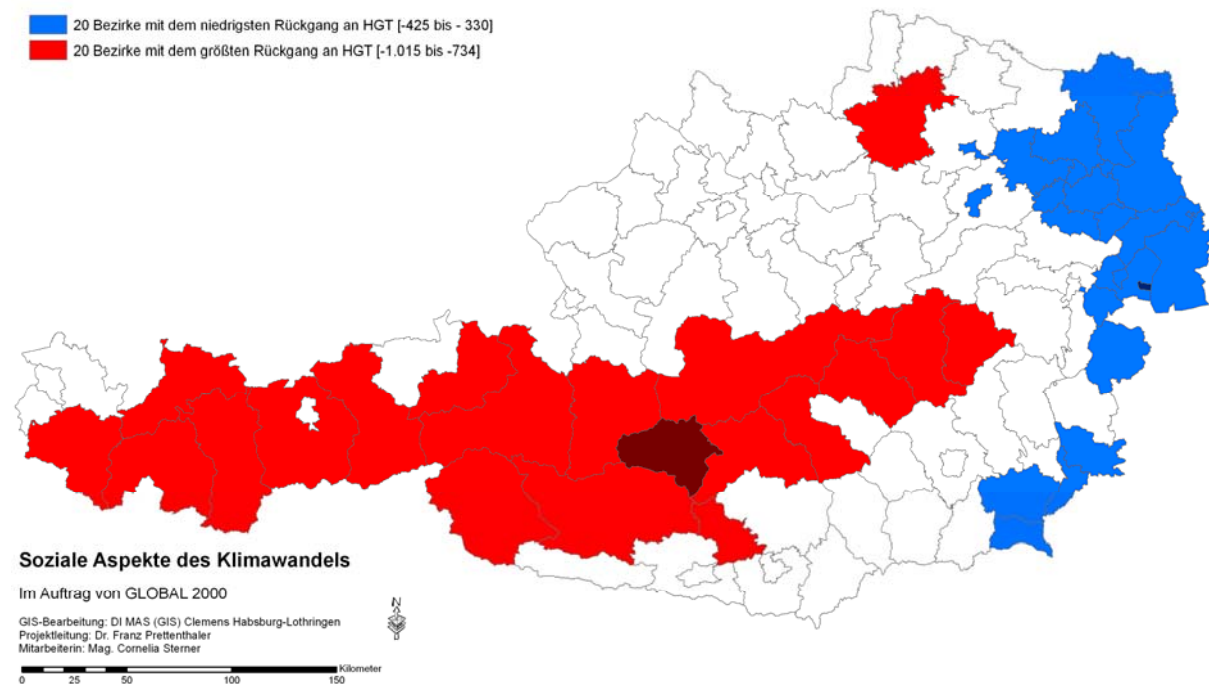 20 Bezirke mit dem niedrigsten Rückgang an HGT [-425 bis - 330]
20 Bezirke mit dem größten Rückgang an HGT [-1.015 bis -734]
Soziale Aspekte des Klimawandels
Im Auftrag von GLOBAL 2000
GIS-Bearbeitung: DI MAS (GIS) Clemens Habsburg-Lothringen
Projektleitung: Dr. Franz Prettenthaler
Mitarbeiterin: Mag. Cornelia Sterner
N
Kilometer
0 25 50 100 150